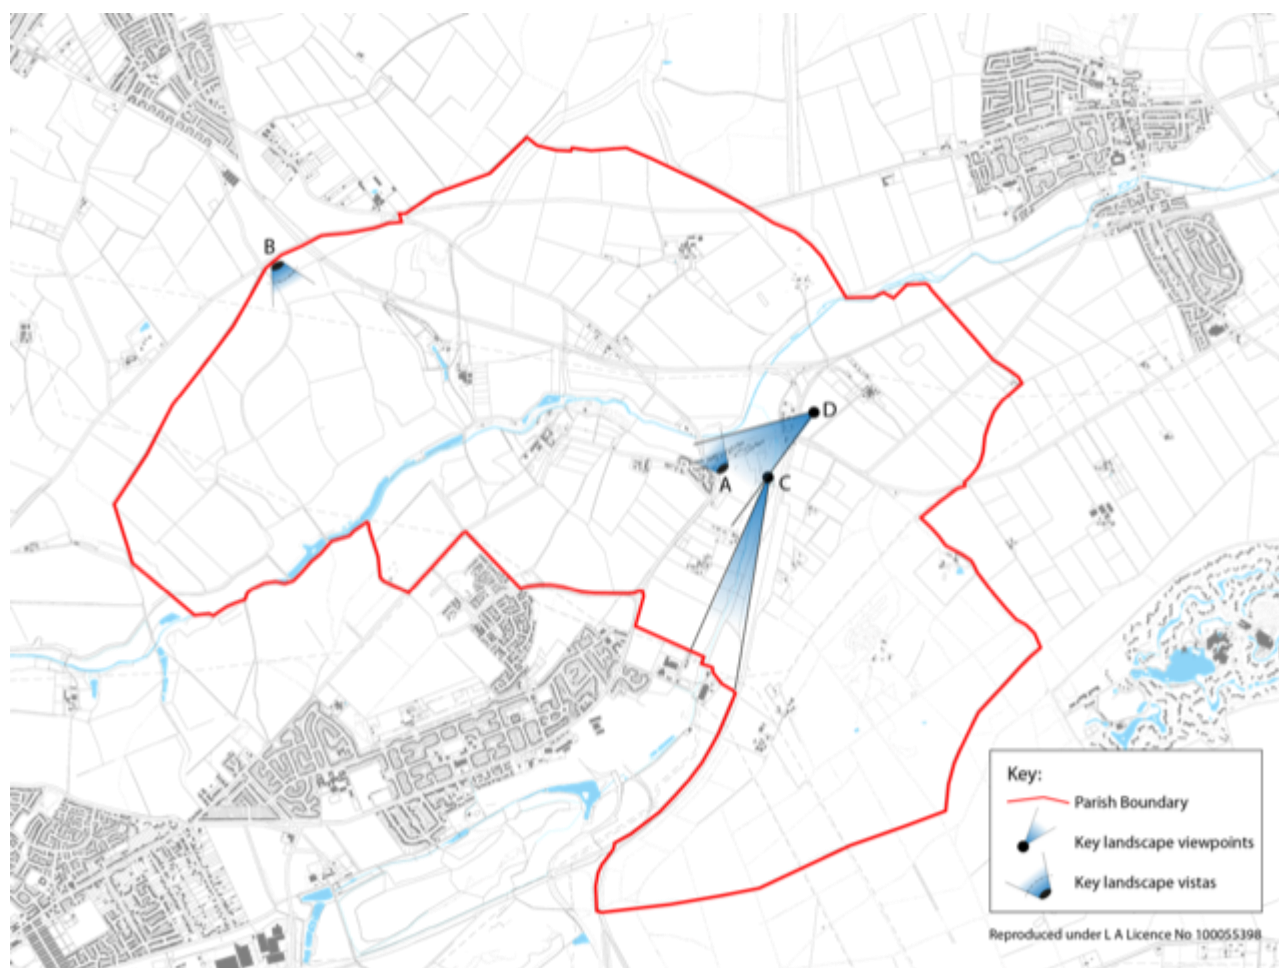 B
D
A
C
Key:
Parish Boundary
Key landscape viewpoints
Key landscape vistas
Reproduced under L A Licence No 100055398